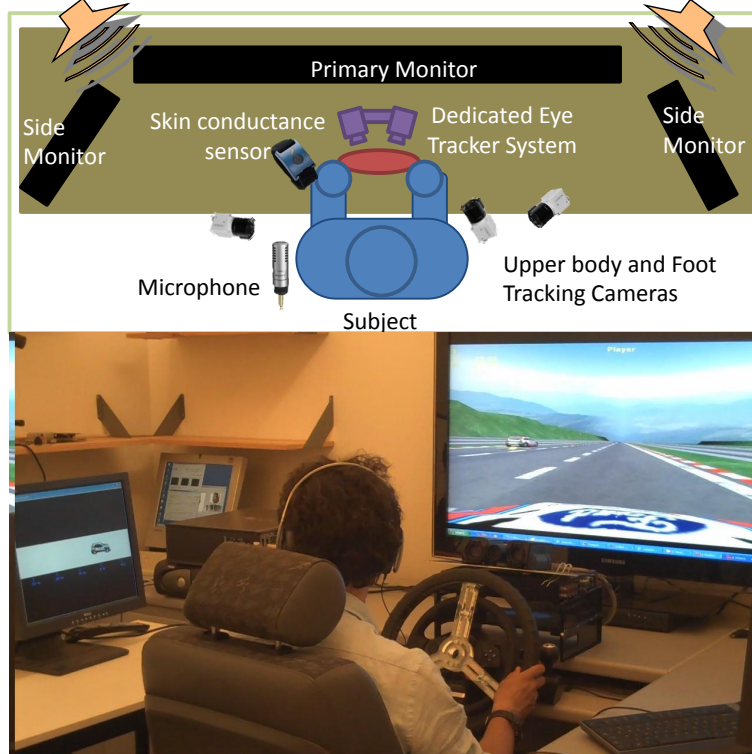 Primary Monitor
Side
Monitor
Skin conductance
sensor
Dedicated Eye
Tracker System
Side
Monitor
Microphone
Upper body and Foot
Tracking Cameras
Subject
Player
Ford
SAMSUNG